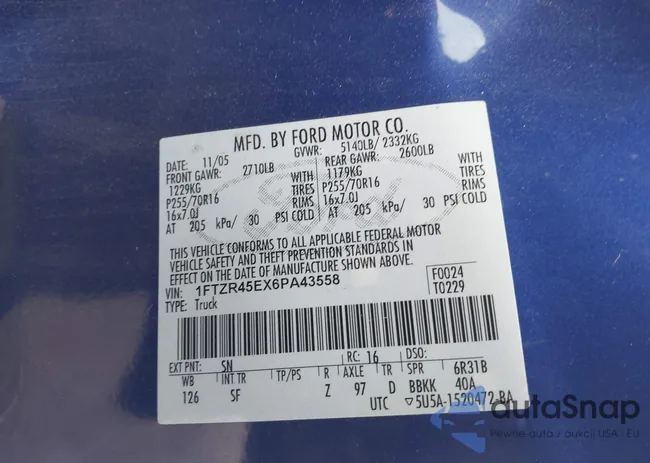 MFD. BY FORD MOTOR CO.
DATE: 11/05 GVWR: 5140LB/ 2332KG
FRONT GAWR: 2710LB REAR GAWR: 2600LB
1229KG WITH 1179KG WITH
P255/70R16 TIRES P255/70R16 TIRES
16x7.0J RIMS 16x7.0J RIMS
AT 205 kPa/ 30 PSI COLD AT 205 kPa/ 30 PSI COLD
THIS VEHICLE CONFORMS TO ALL APPLICABLE FEDERAL MOTOR
VEHICLE SAFETY AND THEFT PREVENTION STANDARDS IN
EFFECT ON THE DATE OF MANUFACTURE SHOWN ABOVE.
VIN: 1FTZR45EX6PA43558 F0024
TYPE: Truck T0229
EXT PNT: SN RC: 16 DSO:
WB INT TR TP/PS R AXLE TR SPR 6R31B
126 SF Z 97 D BBKK 40A
UTC ▽5U5A-1520472-BA
Ford
autaSnap
Pewne auta z aukcji USA - EU